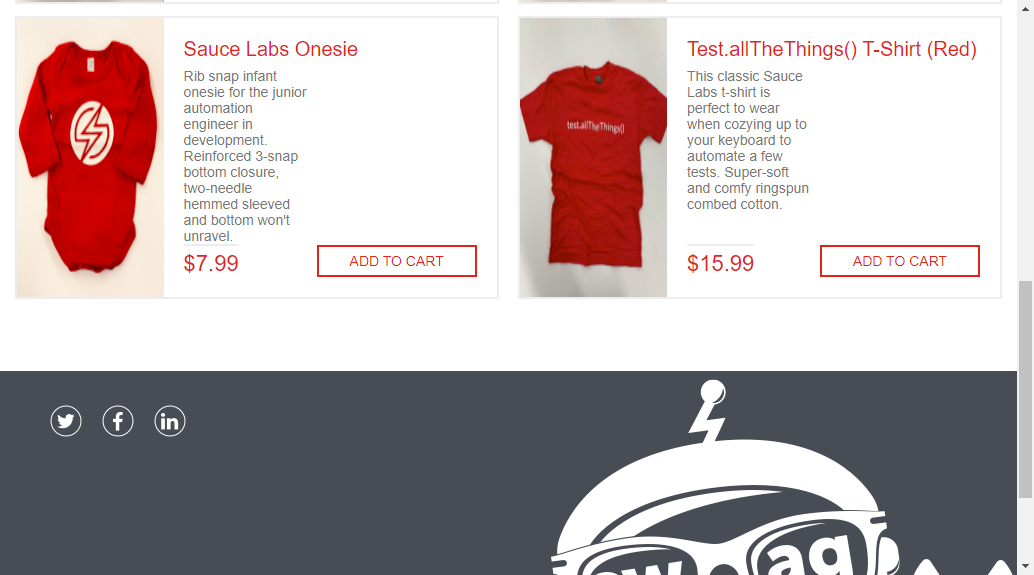 Sauce Labs Onesie
Rib snap infant
onesie for the junior
automation
engineer in
development.
Reinforced 3-snap
bottom closure,
two-needle
hemmed sleeved
and bottom won't
unravel.
$7.99
ADD TO CART
test.allTheThings()
Test.allTheThings() T-Shirt (Red)
This classic Sauce
Labs t-shirt is
perfect to wear
when cozying up to
your keyboard to
automate a few
tests. Super-soft
and comfy ringspun
combed cotton.
$15.99
ADD TO CART
in
ag